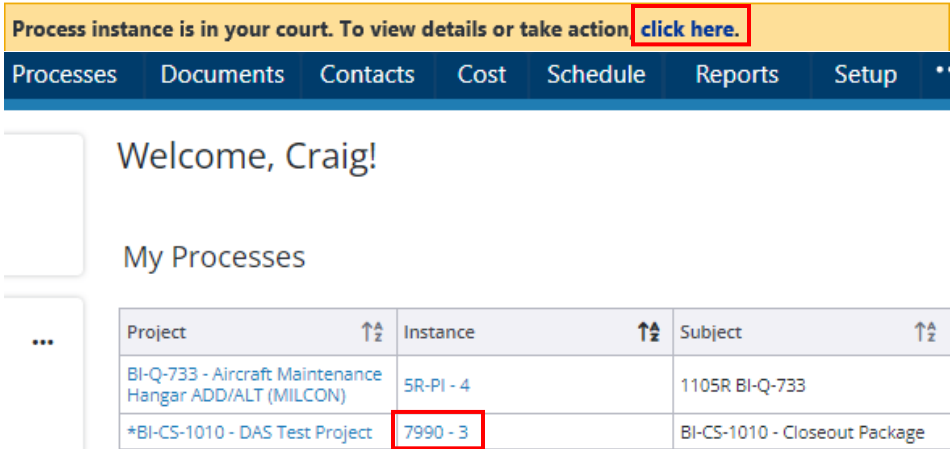 Process instance is in your court. To view details or take action, click here.
Processes Documents Contacts Cost Schedule Reports Setup
Welcome, Craig!
My Processes
Project Instance Subject
BI-Q-733 - Aircraft Maintenance
Hangar ADD/ALT (MILCON) 5R-PI - 4 1105R BI-Q-733
*BI-CS-1010 - DAS Test Project 7990 - 3 BI-CS-1010 - Closeout Package